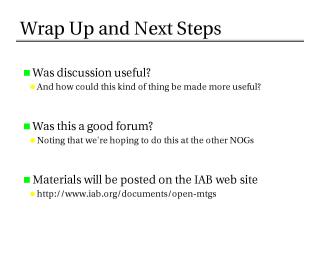 Wrap Up and Next Steps
Was discussion useful?
And how could this kind of thing be made more useful?
Was this a good forum?
Noting that we're hoping to do this at the other NOGs
Materials will be posted on the IAB web site
http://www.iab.org/documents/open-mtgs